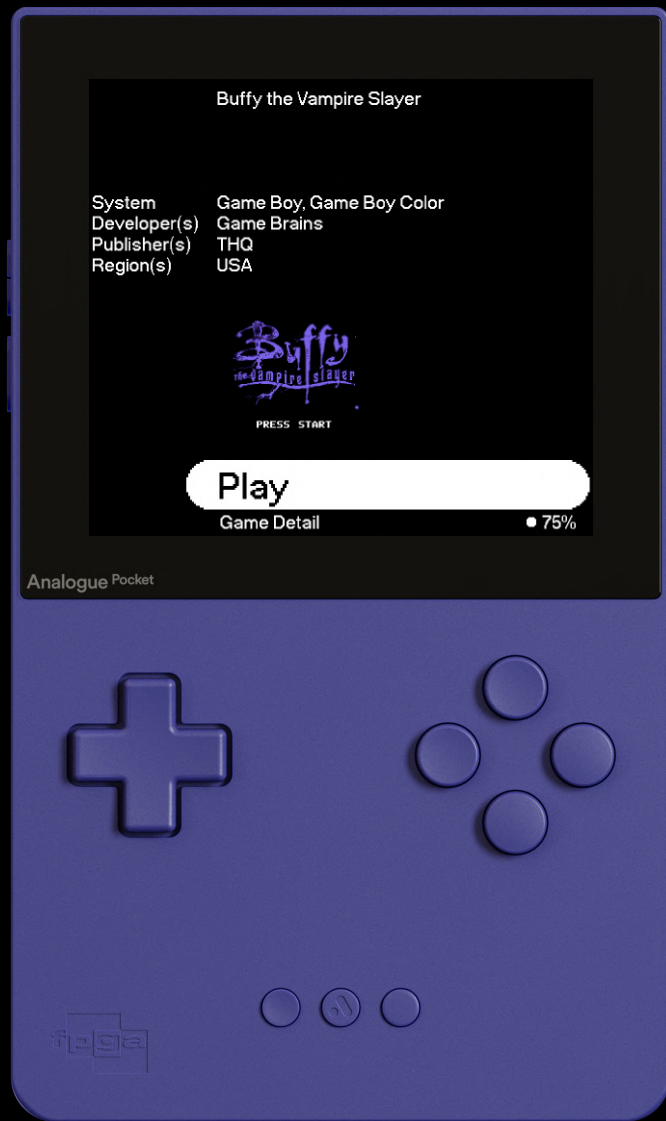 Buffy the Vampire Slayer
System Game Boy, Game Boy Color
Developer(s) Game Brains
Publisher(s) THQ
Region(s) USA
Buffy
the vampire slayer
PRESS START
Play
Game Detail 75%
Analogue Pocket
fpga